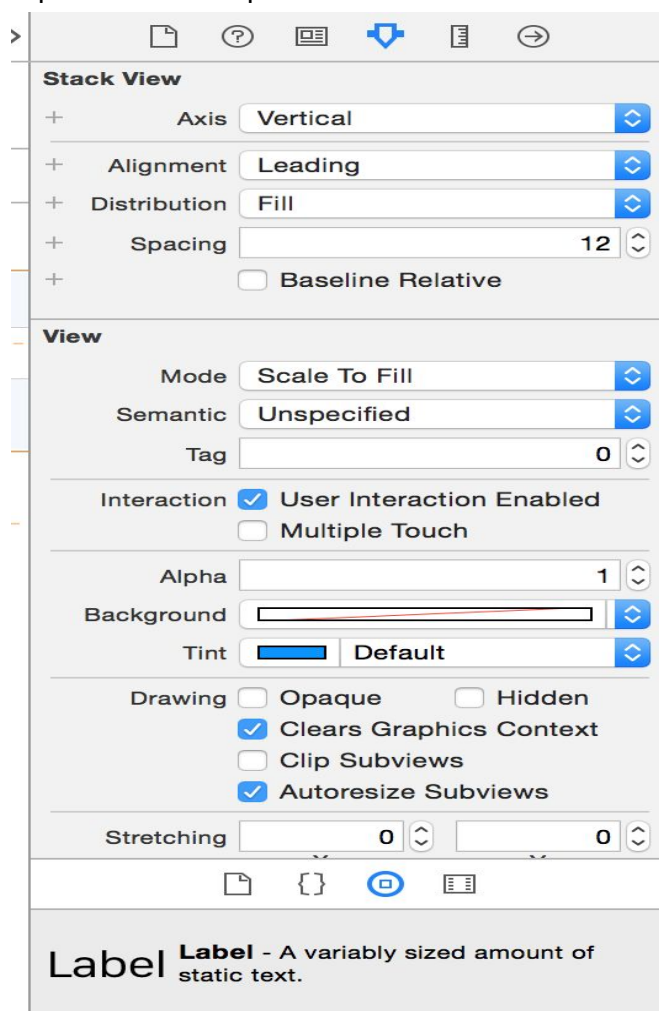 Stack View
+ Axis Vertical
+ Alignment Leading
+ Distribution Fill
+ Spacing 12
+ Baseline Relative
View
Mode Scale To Fill
Semantic Unspecified
Tag 0
Interaction User Interaction Enabled
Multiple Touch
Alpha 1
Background
Tint Default
Drawing Opaque Hidden
Clears Graphics Context
Clip Subviews
Autoresize Subviews
Stretching 0 0
{}
Label Label - A variably sized amount of
static text.